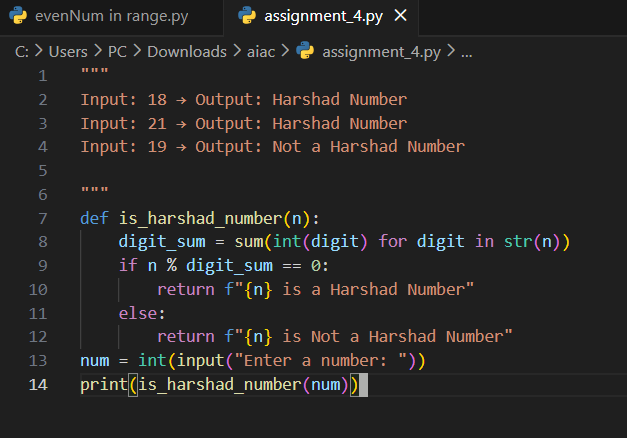 evenNum in range.py assignment_4.py ×
C: > Users > PC > Downloads > aiac > assignment_4.py > ...
1 """
2 Input: 18 → Output: Harshad Number
3 Input: 21 → Output: Harshad Number
4 Input: 19 → Output: Not a Harshad Number
5
6 """
7 def is_harshad_number(n):
8     digit_sum = sum(int(digit) for digit in str(n))
9     if n % digit_sum == 0:
10         return f"{n} is a Harshad Number"
11     else:
12         return f"{n} is Not a Harshad Number"
13 num = int(input("Enter a number: "))
14 print(is_harshad_number(num))